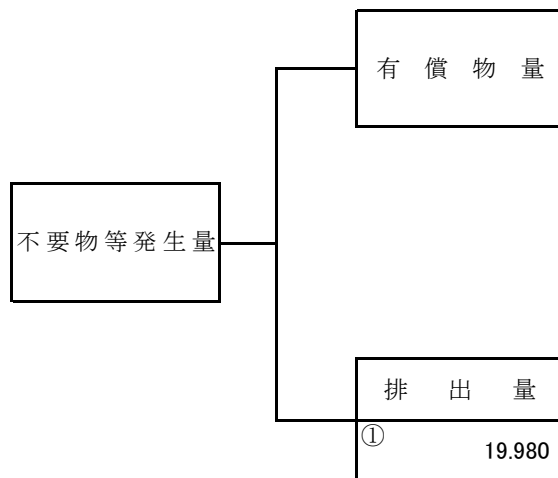 有償物量
不要物等発生量
排出量
①
19.980